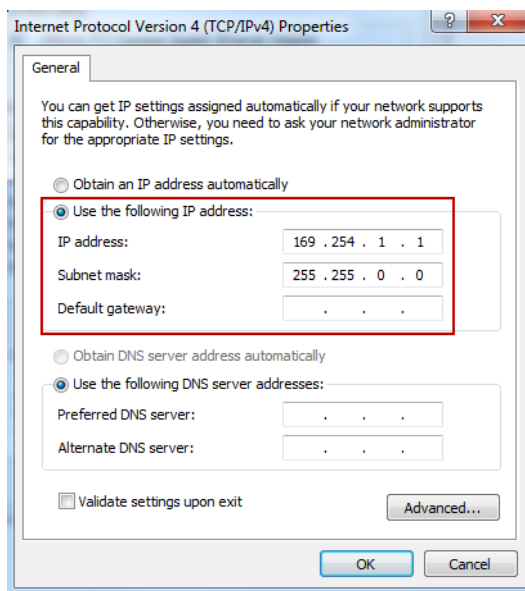 Internet Protocol Version 4 (TCP/IPv4) Properties
General
You can get IP settings assigned automatically if your network supports
this capability. Otherwise, you need to ask your network administrator
for the appropriate IP settings.
Obtain an IP address automatically
Use the following IP address:
IP address: 169 . 254 . 1 . 1
Subnet mask: 255 . 255 . 0 . 0
Default gateway: . . .
Obtain DNS server address automatically
Use the following DNS server addresses:
Preferred DNS server: . . .
Alternate DNS server: . . .
Validate settings upon exit
Advanced...
OK Cancel